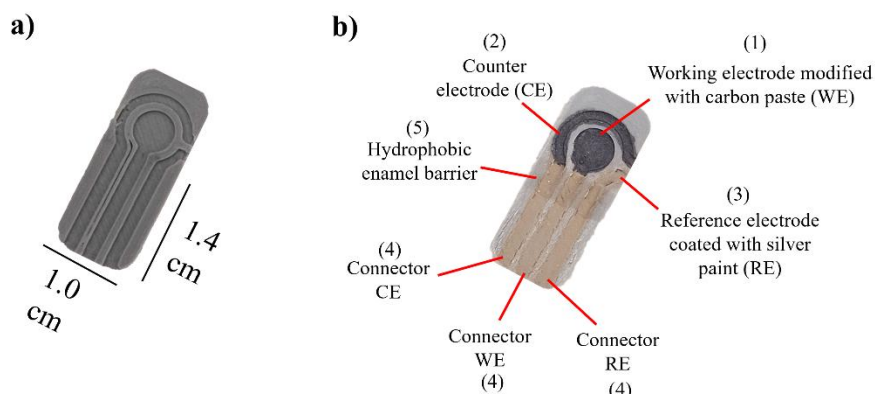 a)
1.4
cm
1.0
cm
b)
(2)
Counter
electrode (CE)
(1)
Working electrode modified
with carbon paste (WE)
(5)
Hydrophobic
enamel barrier
(3)
Reference electrode
coated with silver
paint (RE)
(4)
Connector
CE
Connector
WE
(4)
Connector
RE
(4)